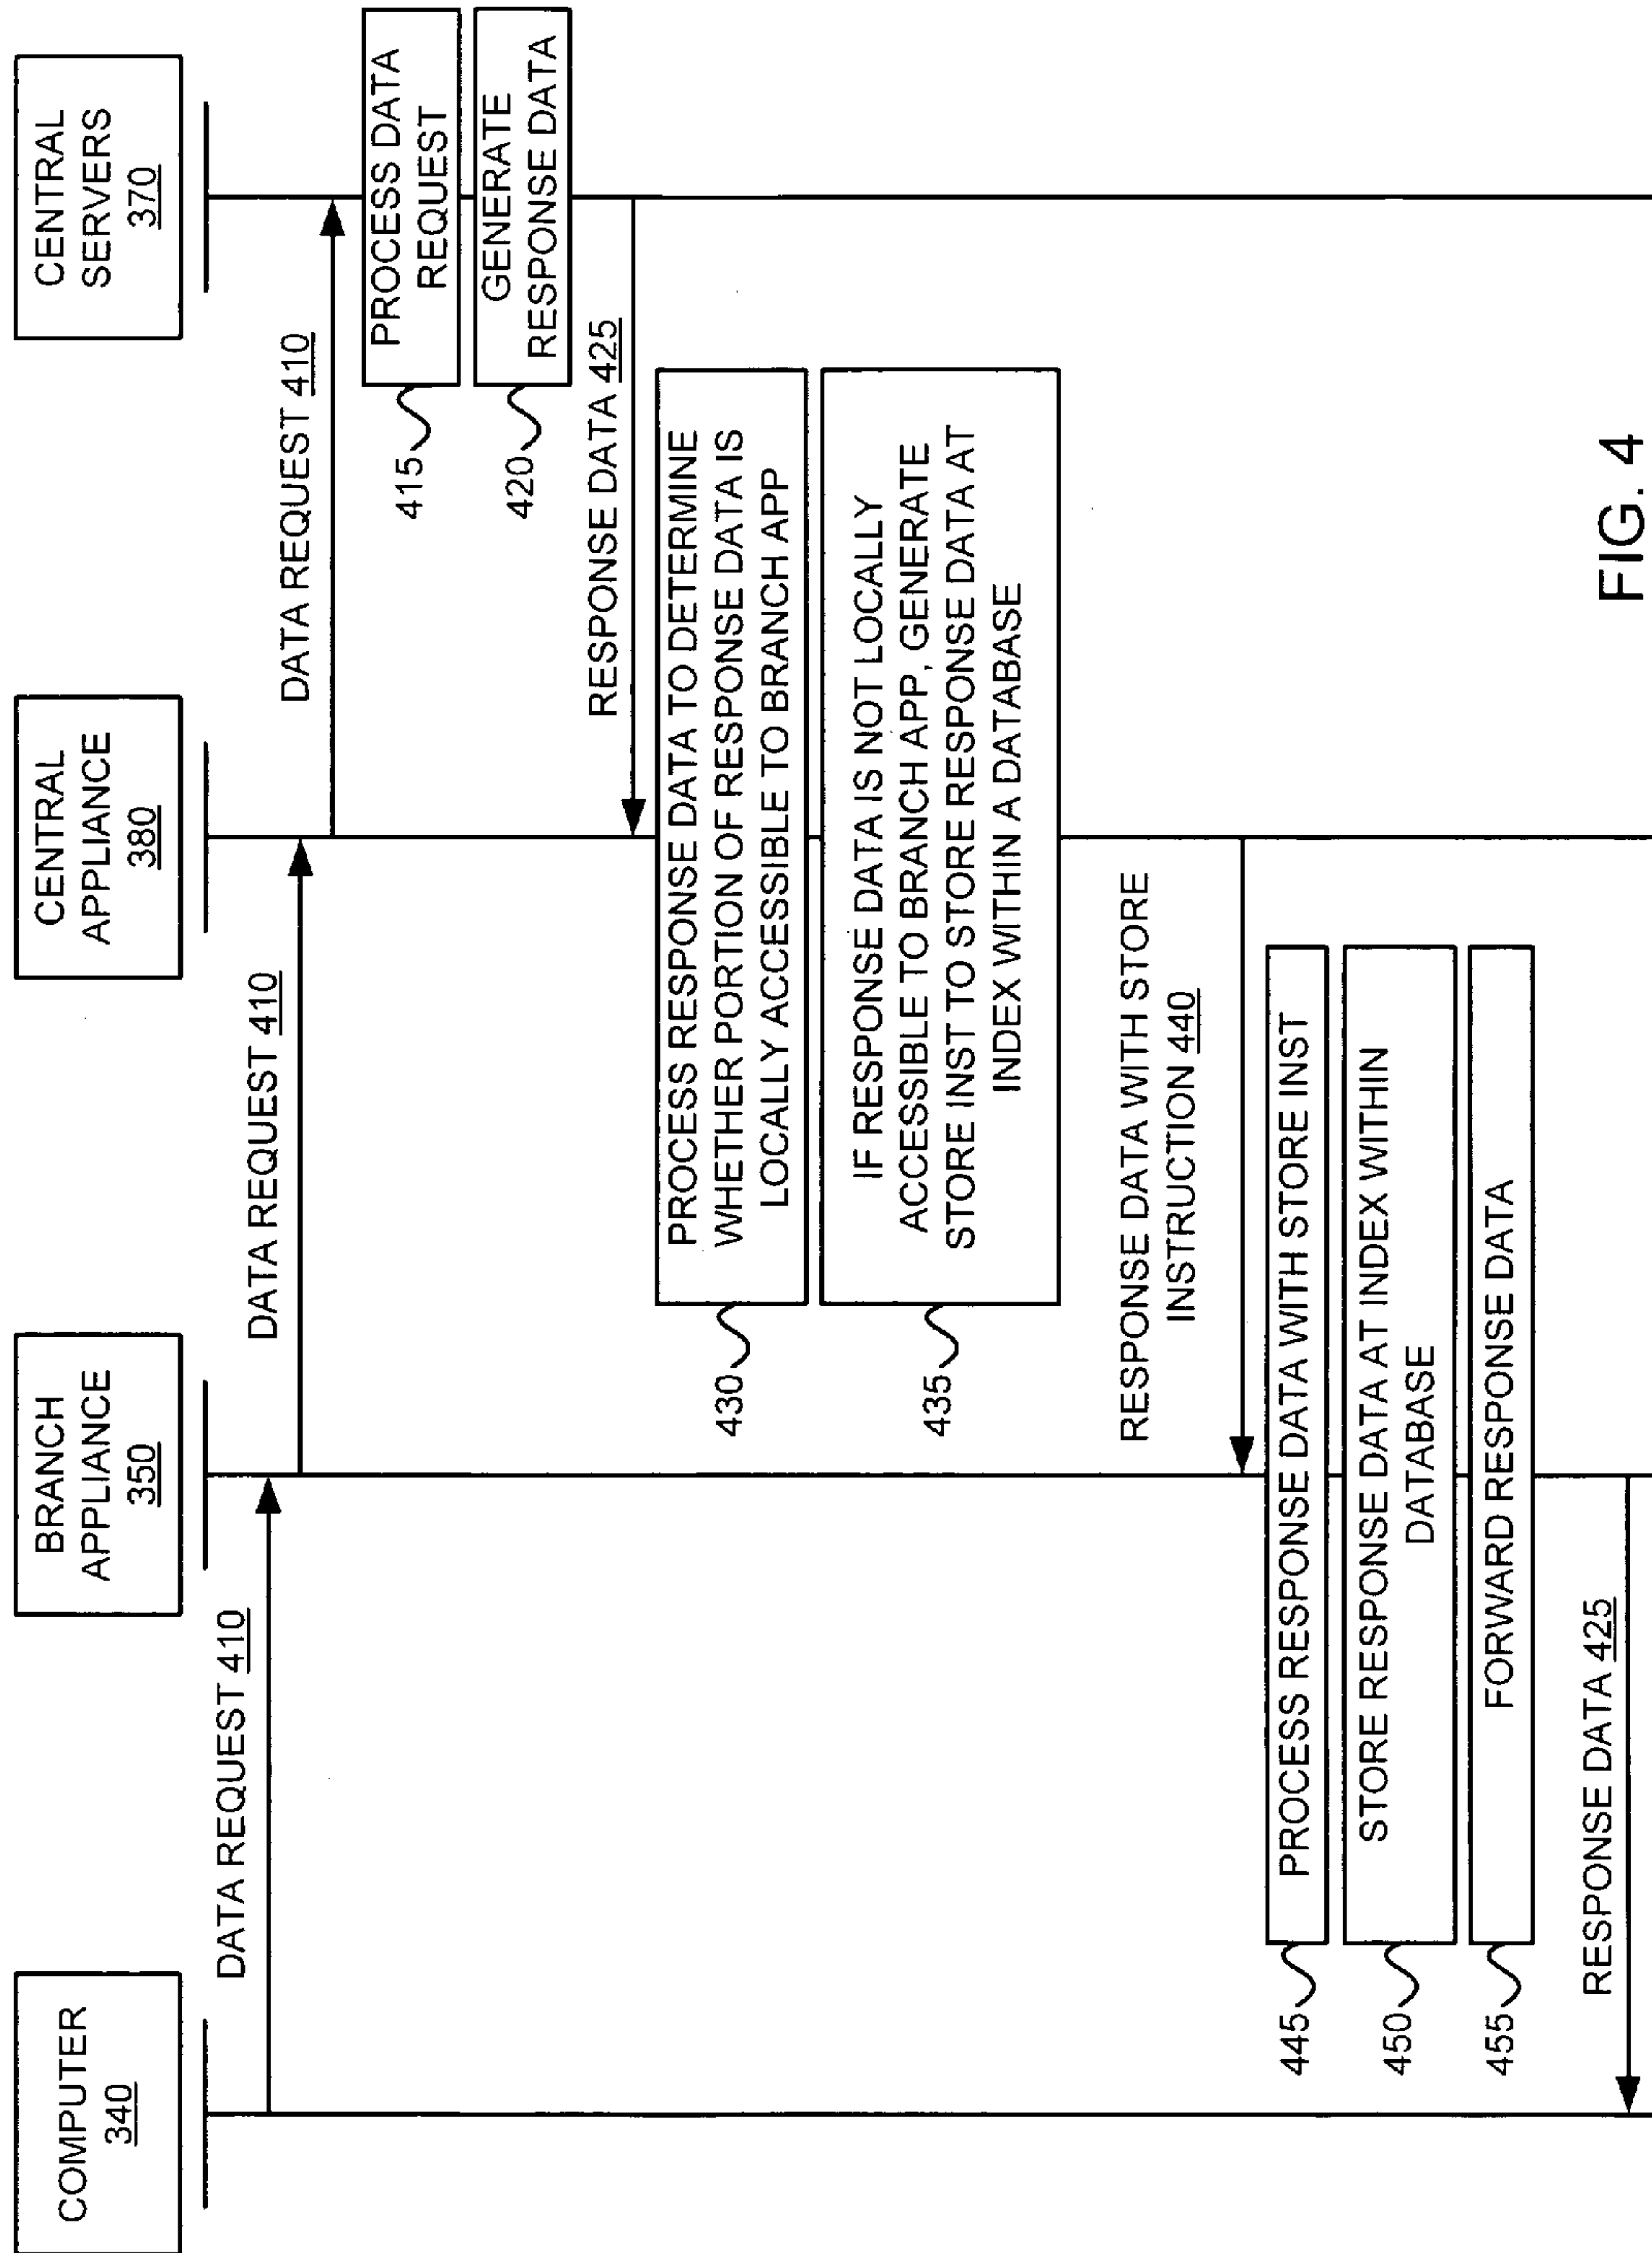 COMPUTER
340
BRANCH
APPLIANCE
350
CENTRAL
APPLIANCE
380
CENTRAL
SERVERS
370
DATA REQUEST 410
DATA REQUEST 410
DATA REQUEST 410
415
PROCESS DATA
REQUEST
420
GENERATE
RESPONSE DATA
RESPONSE DATA 425
430
PROCESS RESPONSE DATA TO DETERMINE
WHETHER PORTION OF RESPONSE DATA IS
LOCALLY ACCESSIBLE TO BRANCH APP
435
IF RESPONSE DATA IS NOT LOCALLY
ACCESSIBLE TO BRANCH APP, GENERATE
STORE INST TO STORE RESPONSE DATA AT
INDEX WITHIN A DATABASE
RESPONSE DATA WITH STORE
INSTRUCTION 440
445
PROCESS RESPONSE DATA WITH STORE INST
450
STORE RESPONSE DATA AT INDEX WITHIN
DATABASE
455
FORWARD RESPONSE DATA
RESPONSE DATA 425
FIG. 4